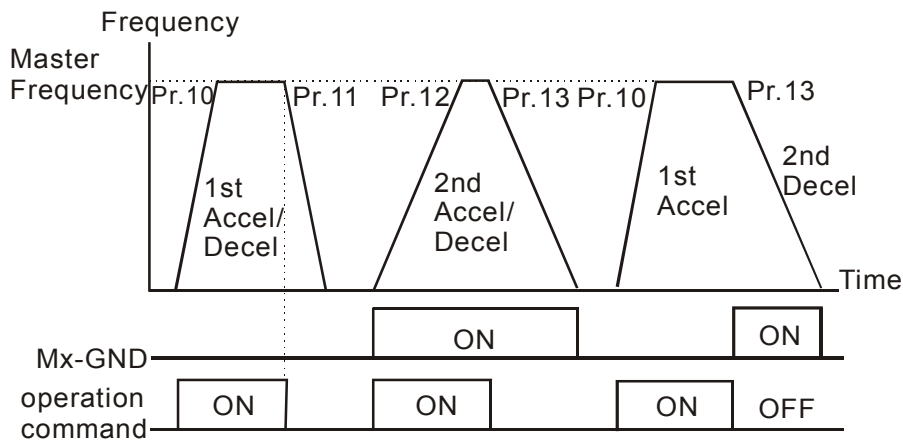 Frequency
Master
Frequency
Pr.10
Pr.11
Pr.12
Pr.13
Pr.10
Pr.13
1st
Accel/
Decel
2nd
Accel/
Decel
1st
Accel
2nd
Decel
Time
Mx-GND
ON
ON
operation
command
ON
ON
ON
OFF